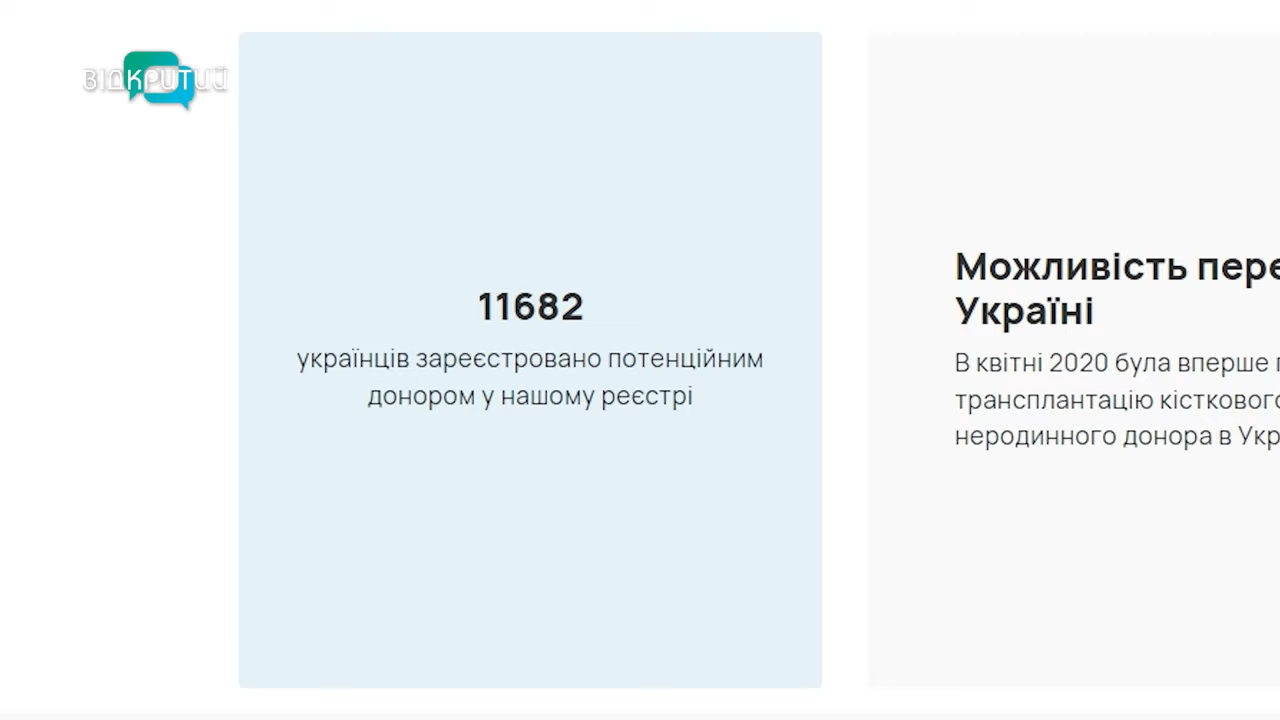 ВІДКРИТИЙ
11682
українців зареєстровано потенційним
донором у нашому реєстрі
Можливість пере
Україні
В квітні 2020 була вперше
трансплантацію кісткового
неродинного донора в Укр